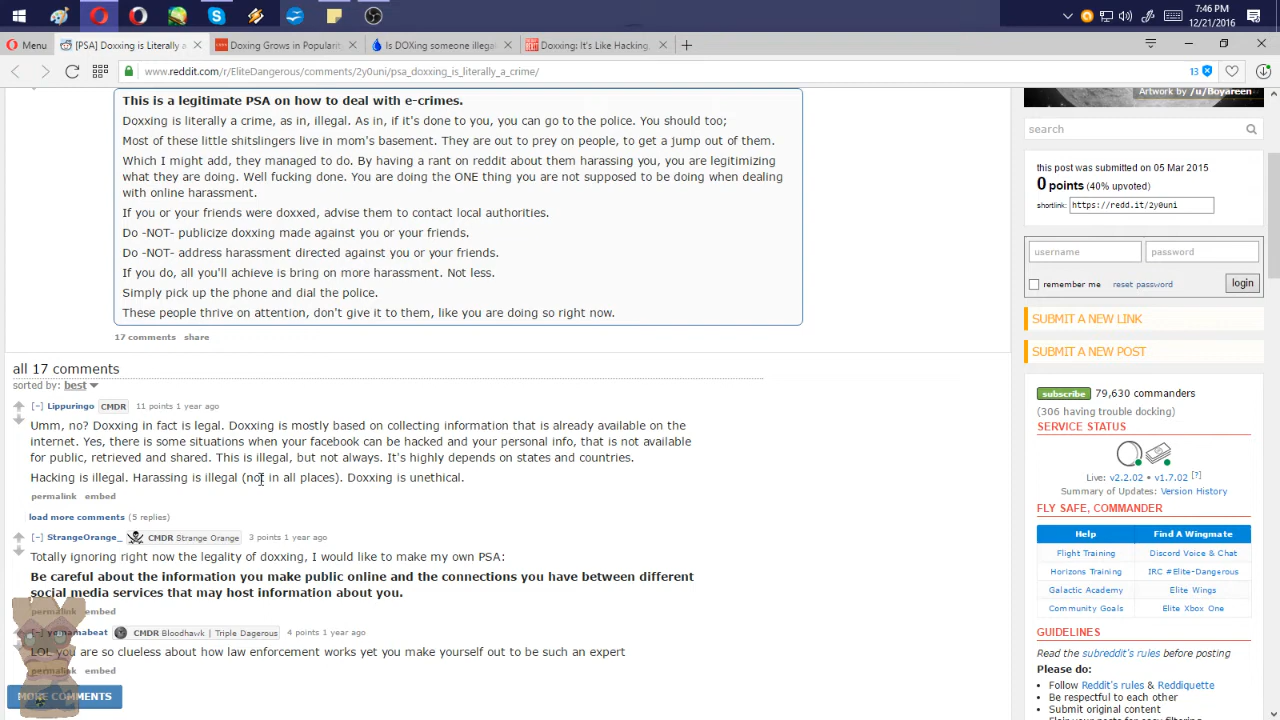 7:46 PM
12/21/2016
Menu
[PSA] Doxxing is Literally a
Doxing Grows in Popularit
Is DOXing someone illegal
Doxxing: It's Like Hacking,
www.reddit.com/r/EliteDangerous/comments/2y0uni/psa_doxxing_is_literally_a_crime/
13
This is a legitimate PSA on how to deal with e-crimes.
Doxxing is literally a crime, as in, illegal. As in, if it's done to you, you can go to the police. You should too;
Most of these little shitslingers live in mom's basement. They are out to prey on people, to get a jump out of them.
Which I might add, they managed to do. By having a rant on reddit about them harassing you, you are legitimizing
what they are doing. Well fucking done. You are doing the ONE thing you are not supposed to be doing when dealing
with online harassment.
If you or your friends were doxxed, advise them to contact local authorities.
Do -NOT- publicize doxxing made against you or your friends.
Do -NOT- address harassment directed against you or your friends.
If you do, all you'll achieve is bring on more harassment. Not less.
Simply pick up the phone and dial the police.
These people thrive on attention, don't give it to them, like you are doing so right now.
17 comments share
all 17 comments
sorted by: best
[–] Lippuringo CMDR 11 points 1 year ago
Umm, no? Doxxing in fact is legal. Doxxing is mostly based on collecting information that is already available on the
internet. Yes, there is some situations when your facebook can be hacked and your personal info, that is not available
for public, retrieved and shared. This is illegal, but not always. It's highly depends on states and countries.
Hacking is illegal. Harassing is illegal (not in all places). Doxxing is unethical.
permalink embed
load more comments (5 replies)
[–] StrangeOrange_ CMDR Strange Orange 3 points 1 year ago
Totally ignoring right now the legality of doxxing, I would like to make my own PSA:
Be careful about the information you make public online and the connections you have between different
social media services that may host information about you.
permalink embed
[–] yomamabeat CMDR Bloodhawk | Triple Dagerous 4 points 1 year ago
LOL you are so clueless about how law enforcement works yet you make yourself out to be such an expert
permalink embed
MORE COMMENTS
Artwork by /u/Boyareen
search
this post was submitted on 05 Mar 2015
0 points (40% upvoted)
shortlink: https://redd.it/2y0uni
username password
remember me reset password login
SUBMIT A NEW LINK
SUBMIT A NEW POST
subscribe 79,630 commanders
(306 having trouble docking)
SERVICE STATUS
Live: v2.2.02 • v1.7.02 [?]
Summary of Updates: Version History
FLY SAFE, COMMANDER
Help Find A Wingmate
Flight Training Discord Voice & Chat
Horizons Training IRC #Elite-Dangerous
Galactic Academy Elite Wings
Community Goals Elite Xbox One
GUIDELINES
Read the subreddit's rules before posting
Please do:
• Follow Reddit's rules & Reddiquette
• Be respectful to each other
• Submit original content